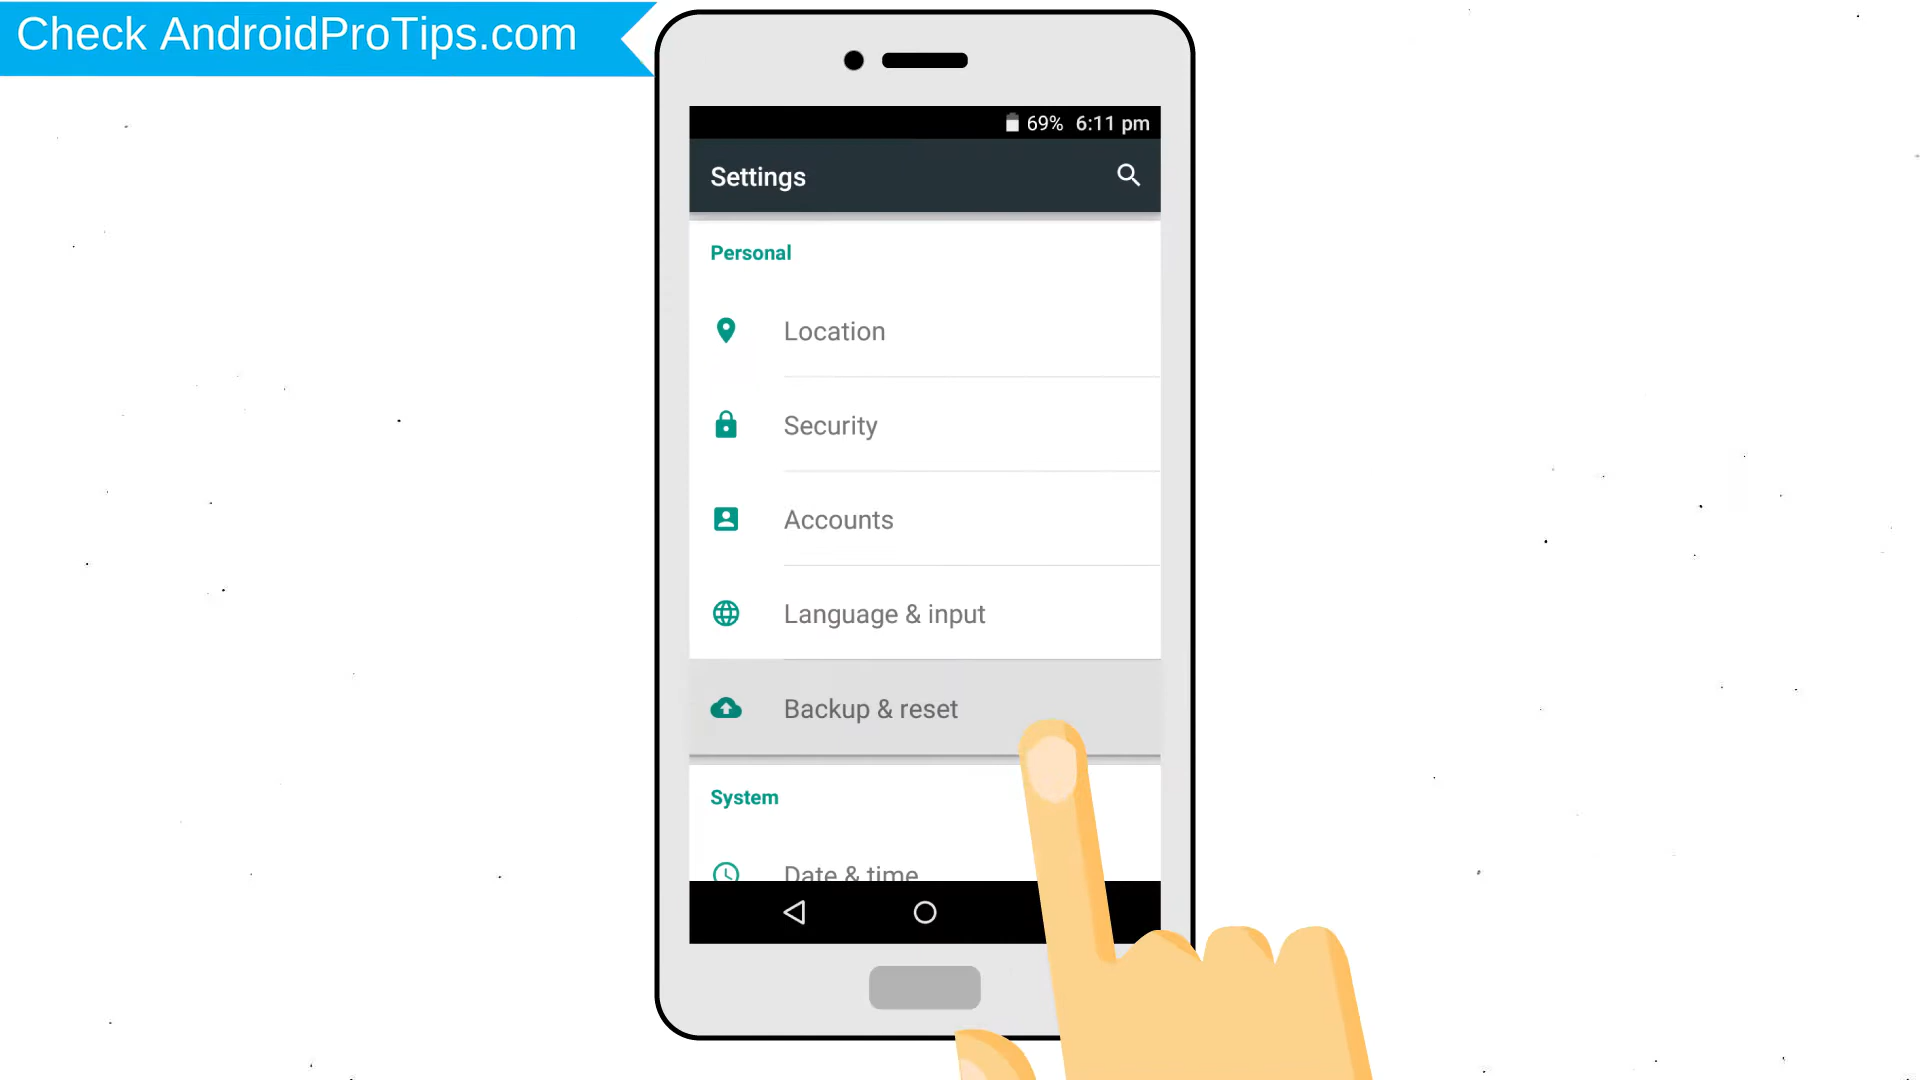 Check AndroidProTips.com
69% 6:11 pm
Settings
Personal
Location
Security
Accounts
Language & input
Backup & reset
System
Date & time